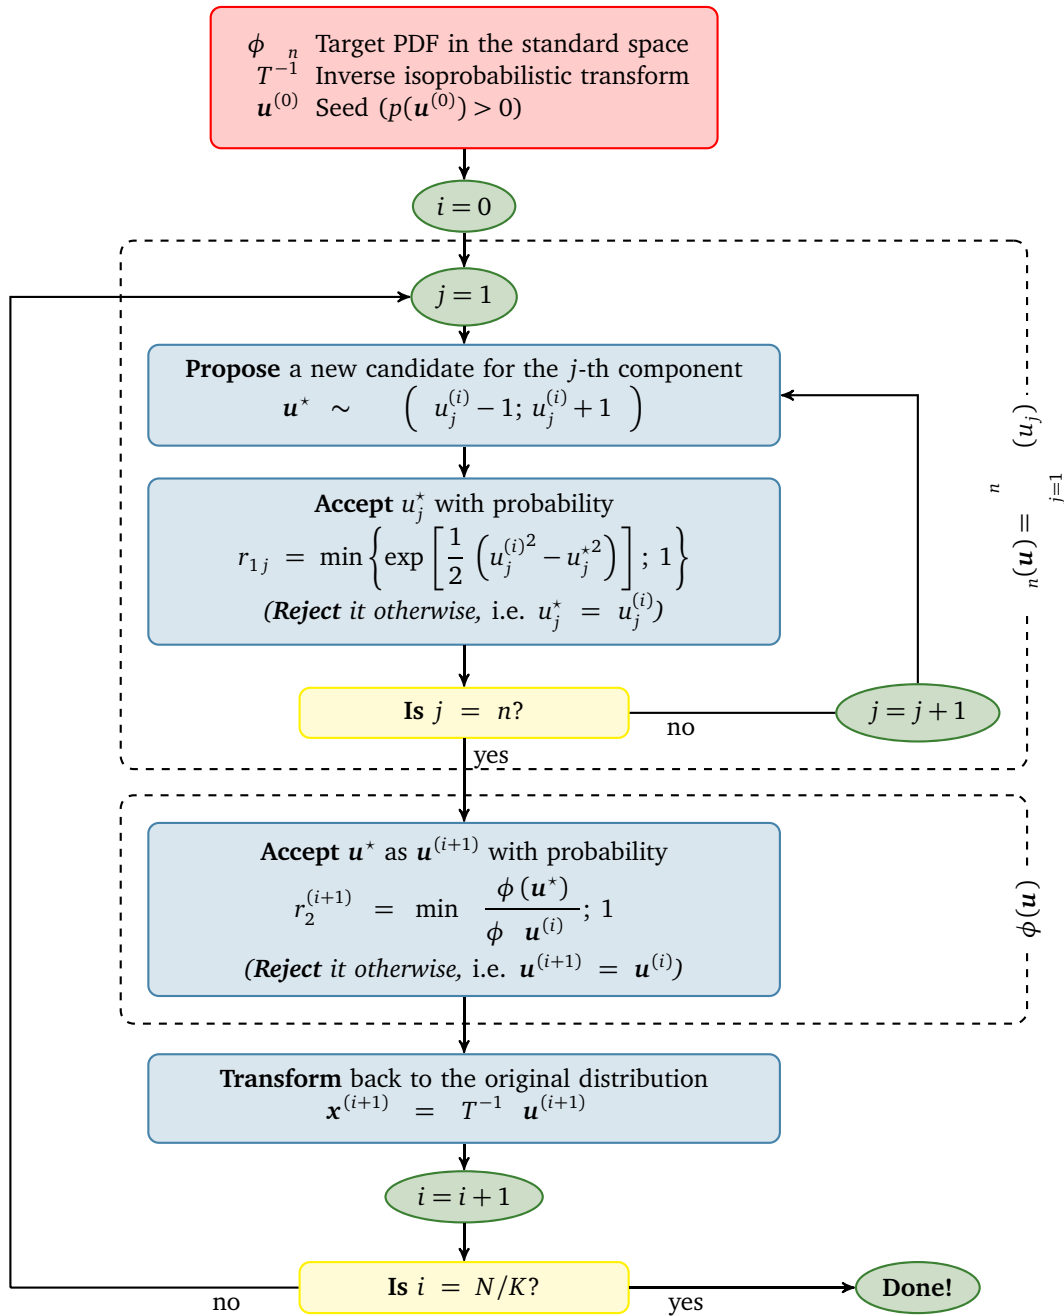 ϕ n Target PDF in the standard space
T⁻¹ Inverse isoprobabilistic transform
u⁽⁰⁾ Seed (p(u⁽⁰⁾) > 0)
i = 0
j = 1
Propose a new candidate for the j-th component
u⋆ ∼ ( u_j^(i) − 1; u_j^(i) + 1 )
Accept u_j⋆ with probability
r_1j = min { exp [ 1/2 ( u_j^(i)² − u_j⋆² ) ] ; 1 }
(Reject it otherwise, i.e. u_j⋆ = u_j^(i))
Is j = n?
no
j = j + 1
yes
n(u) = n j=1 (u_j)
Accept u⋆ as u^(i+1) with probability
r_2^(i+1) = min ϕ (u⋆) / ϕ u^(i) ; 1
(Reject it otherwise, i.e. u^(i+1) = u^(i))
ϕ(u)
Transform back to the original distribution
x^(i+1) = T⁻¹ u^(i+1)
i = i + 1
Is i = N/K?
no
yes
Done!